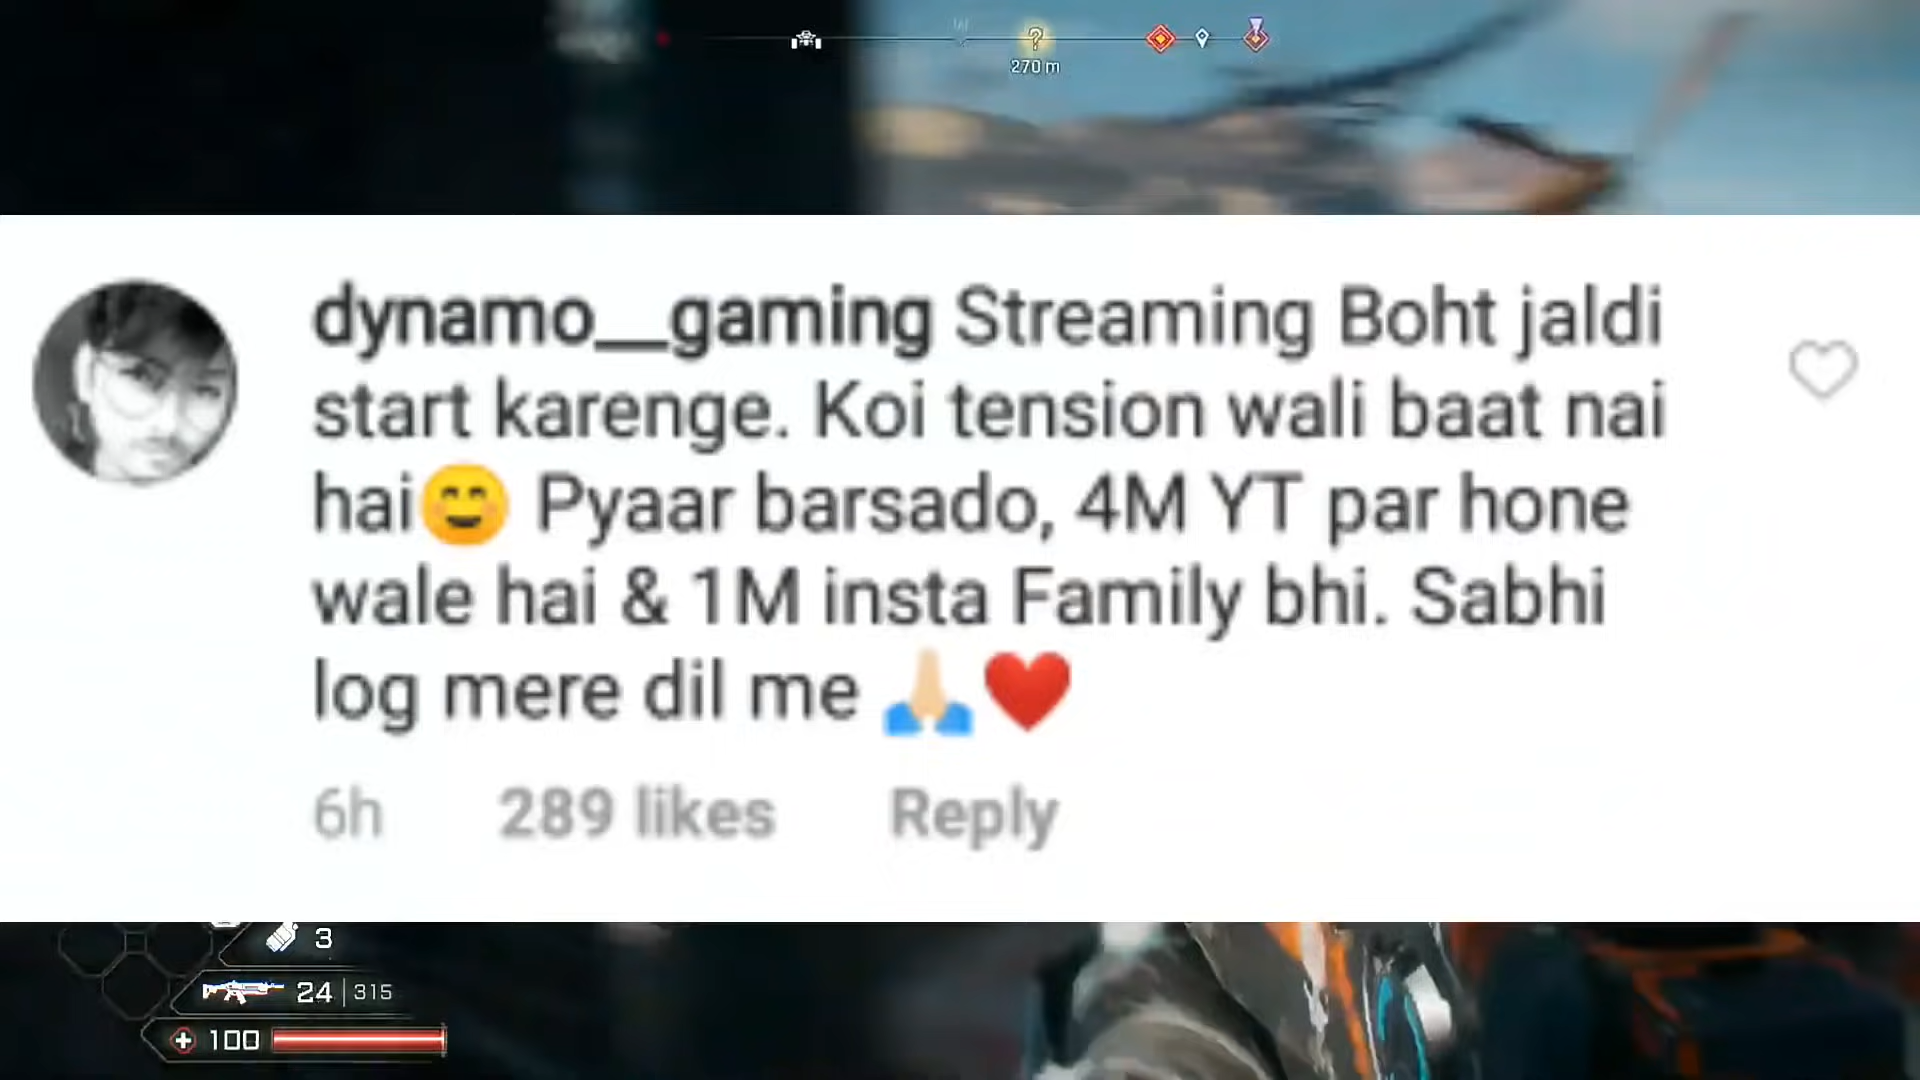 270 m
dynamo__gaming Streaming Boht jaldi
start karenge. Koi tension wali baat nai
hai😊 Pyaar barsado, 4M YT par hone
wale hai & 1M insta Family bhi. Sabhi
log mere dil me 🙏🏻❤️
6h 289 likes Reply
3
24 | 315
100